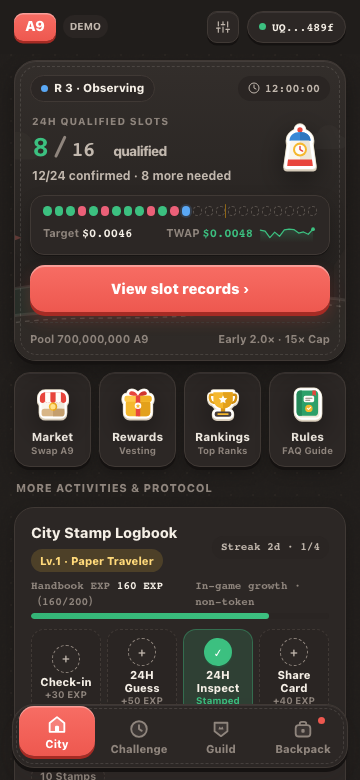 A9 DEMO UQ...489f
R 3 · Observing 12:00:00
24H QUALIFIED SLOTS
8 / 16 qualified
12/24 confirmed · 8 more needed
Target $0.0046 TWAP $0.0048
View slot records ›
Pool 700,000,000 A9 Early 2.0× · 15× Cap
Market Rewards Rankings Rules
Swap A9 Vesting Top Ranks FAQ Guide
MORE ACTIVITIES & PROTOCOL
City Stamp Logbook
Streak 2d · 1/4
Lv.1 · Paper Traveler
Handbook EXP 160 EXP
(160/200)
In-game growth ·
non-token
Check-in
+30 EXP
24H
Guess
+50 EXP
24H
Inspect
Stamped
Share
Card
+40 EXP
City Challenge Guild Backpack
10 Stamps